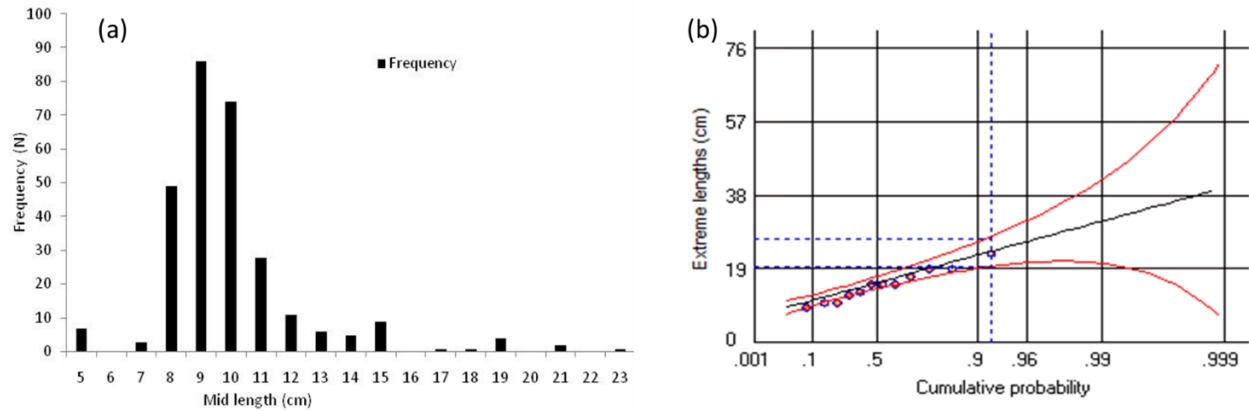 (a)
Frequency
Frequency (N)
100
90
80
70
60
50
40
30
20
10
0
5 6 7 8 9 10 11 12 13 14 15 16 17 18 19 20 21 22 23
Mid length (cm)
(b)
Extreme lengths (cm)
76
57
38
19
0
.001 .1 .5 .9 .96 .99 .999
Cumulative probability